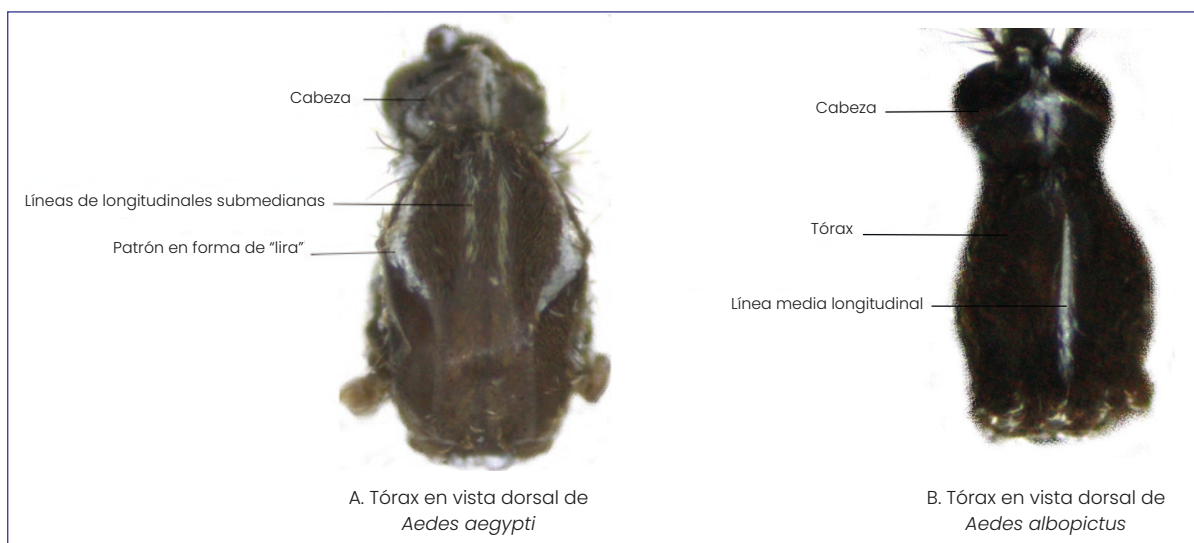 Cabeza
Líneas de longitudinales submedianas
Patrón en forma de “lira”
A. Tórax en vista dorsal de
Aedes aegypti
Cabeza
Tórax
Línea media longitudinal
B. Tórax en vista dorsal de
Aedes albopictus